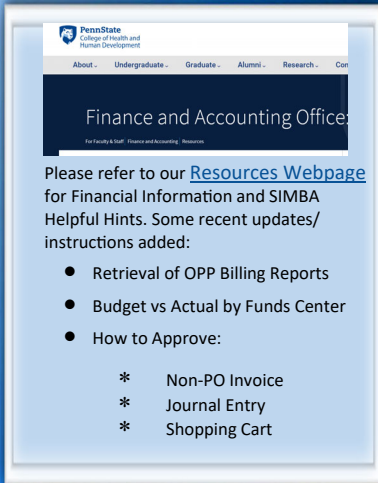 PennState
College of Health and
Human Development
About Undergraduate Graduate Alumni Research Con
Finance and Accounting Office:
For Faculty & Staff Finance and Accounting Resources
Please refer to our Resources Webpage
for Financial Information and SIMBA
Helpful Hints. Some recent updates/
instructions added:
● Retrieval of OPP Billing Reports
● Budget vs Actual by Funds Center
● How to Approve:
* Non-PO Invoice
* Journal Entry
* Shopping Cart